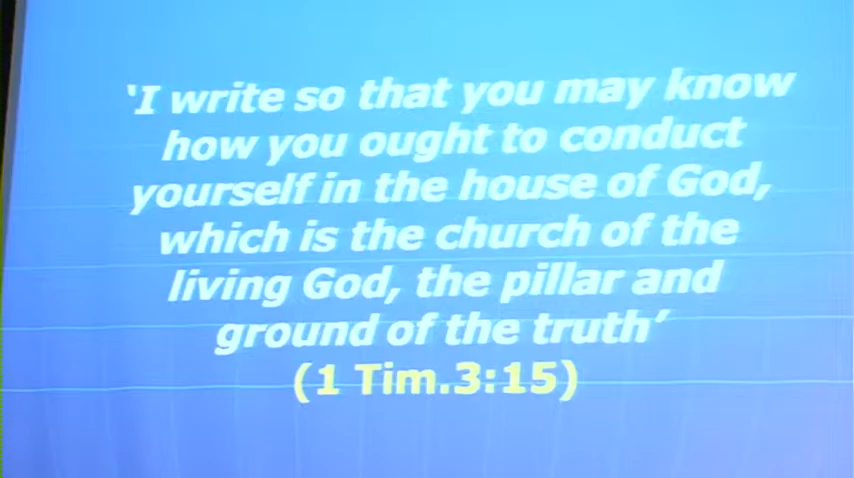 'I write so that you may know
how you ought to conduct
yourself in the house of God,
which is the church of the
living God, the pillar and
ground of the truth'
(1 Tim.3:15)